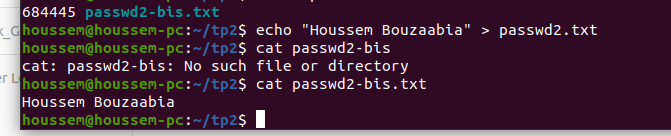 684445 passwd2-bis.txt
houssem@houssem-pc:~/tp2$ echo "Houssem Bouzaabia" > passwd2.txt
houssem@houssem-pc:~/tp2$ cat passwd2-bis
cat: passwd2-bis: No such file or directory
houssem@houssem-pc:~/tp2$ cat passwd2-bis.txt
Houssem Bouzaabia
houssem@houssem-pc:~/tp2$